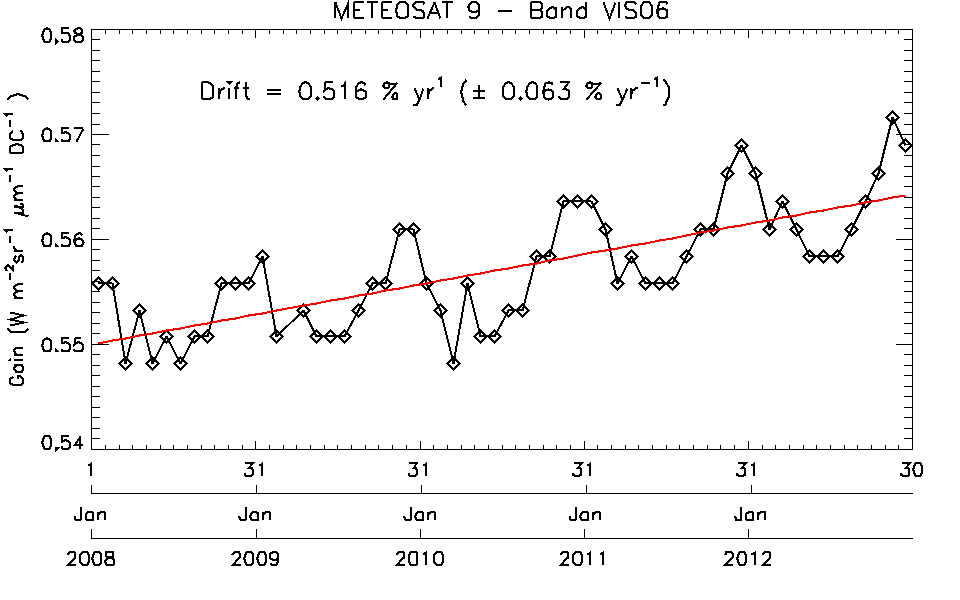 METEOSAT 9 − Band VIS06
Drift = 0.516 % yr¹ (± 0.063 % yr⁻¹)
Gain (W m⁻²sr⁻¹ μm⁻¹ DC⁻¹ )
0,58
0,57
0,56
0,55
0,54
1 31 31 31 31 30
Jan Jan Jan Jan Jan
2008 2009 2010 2011 2012